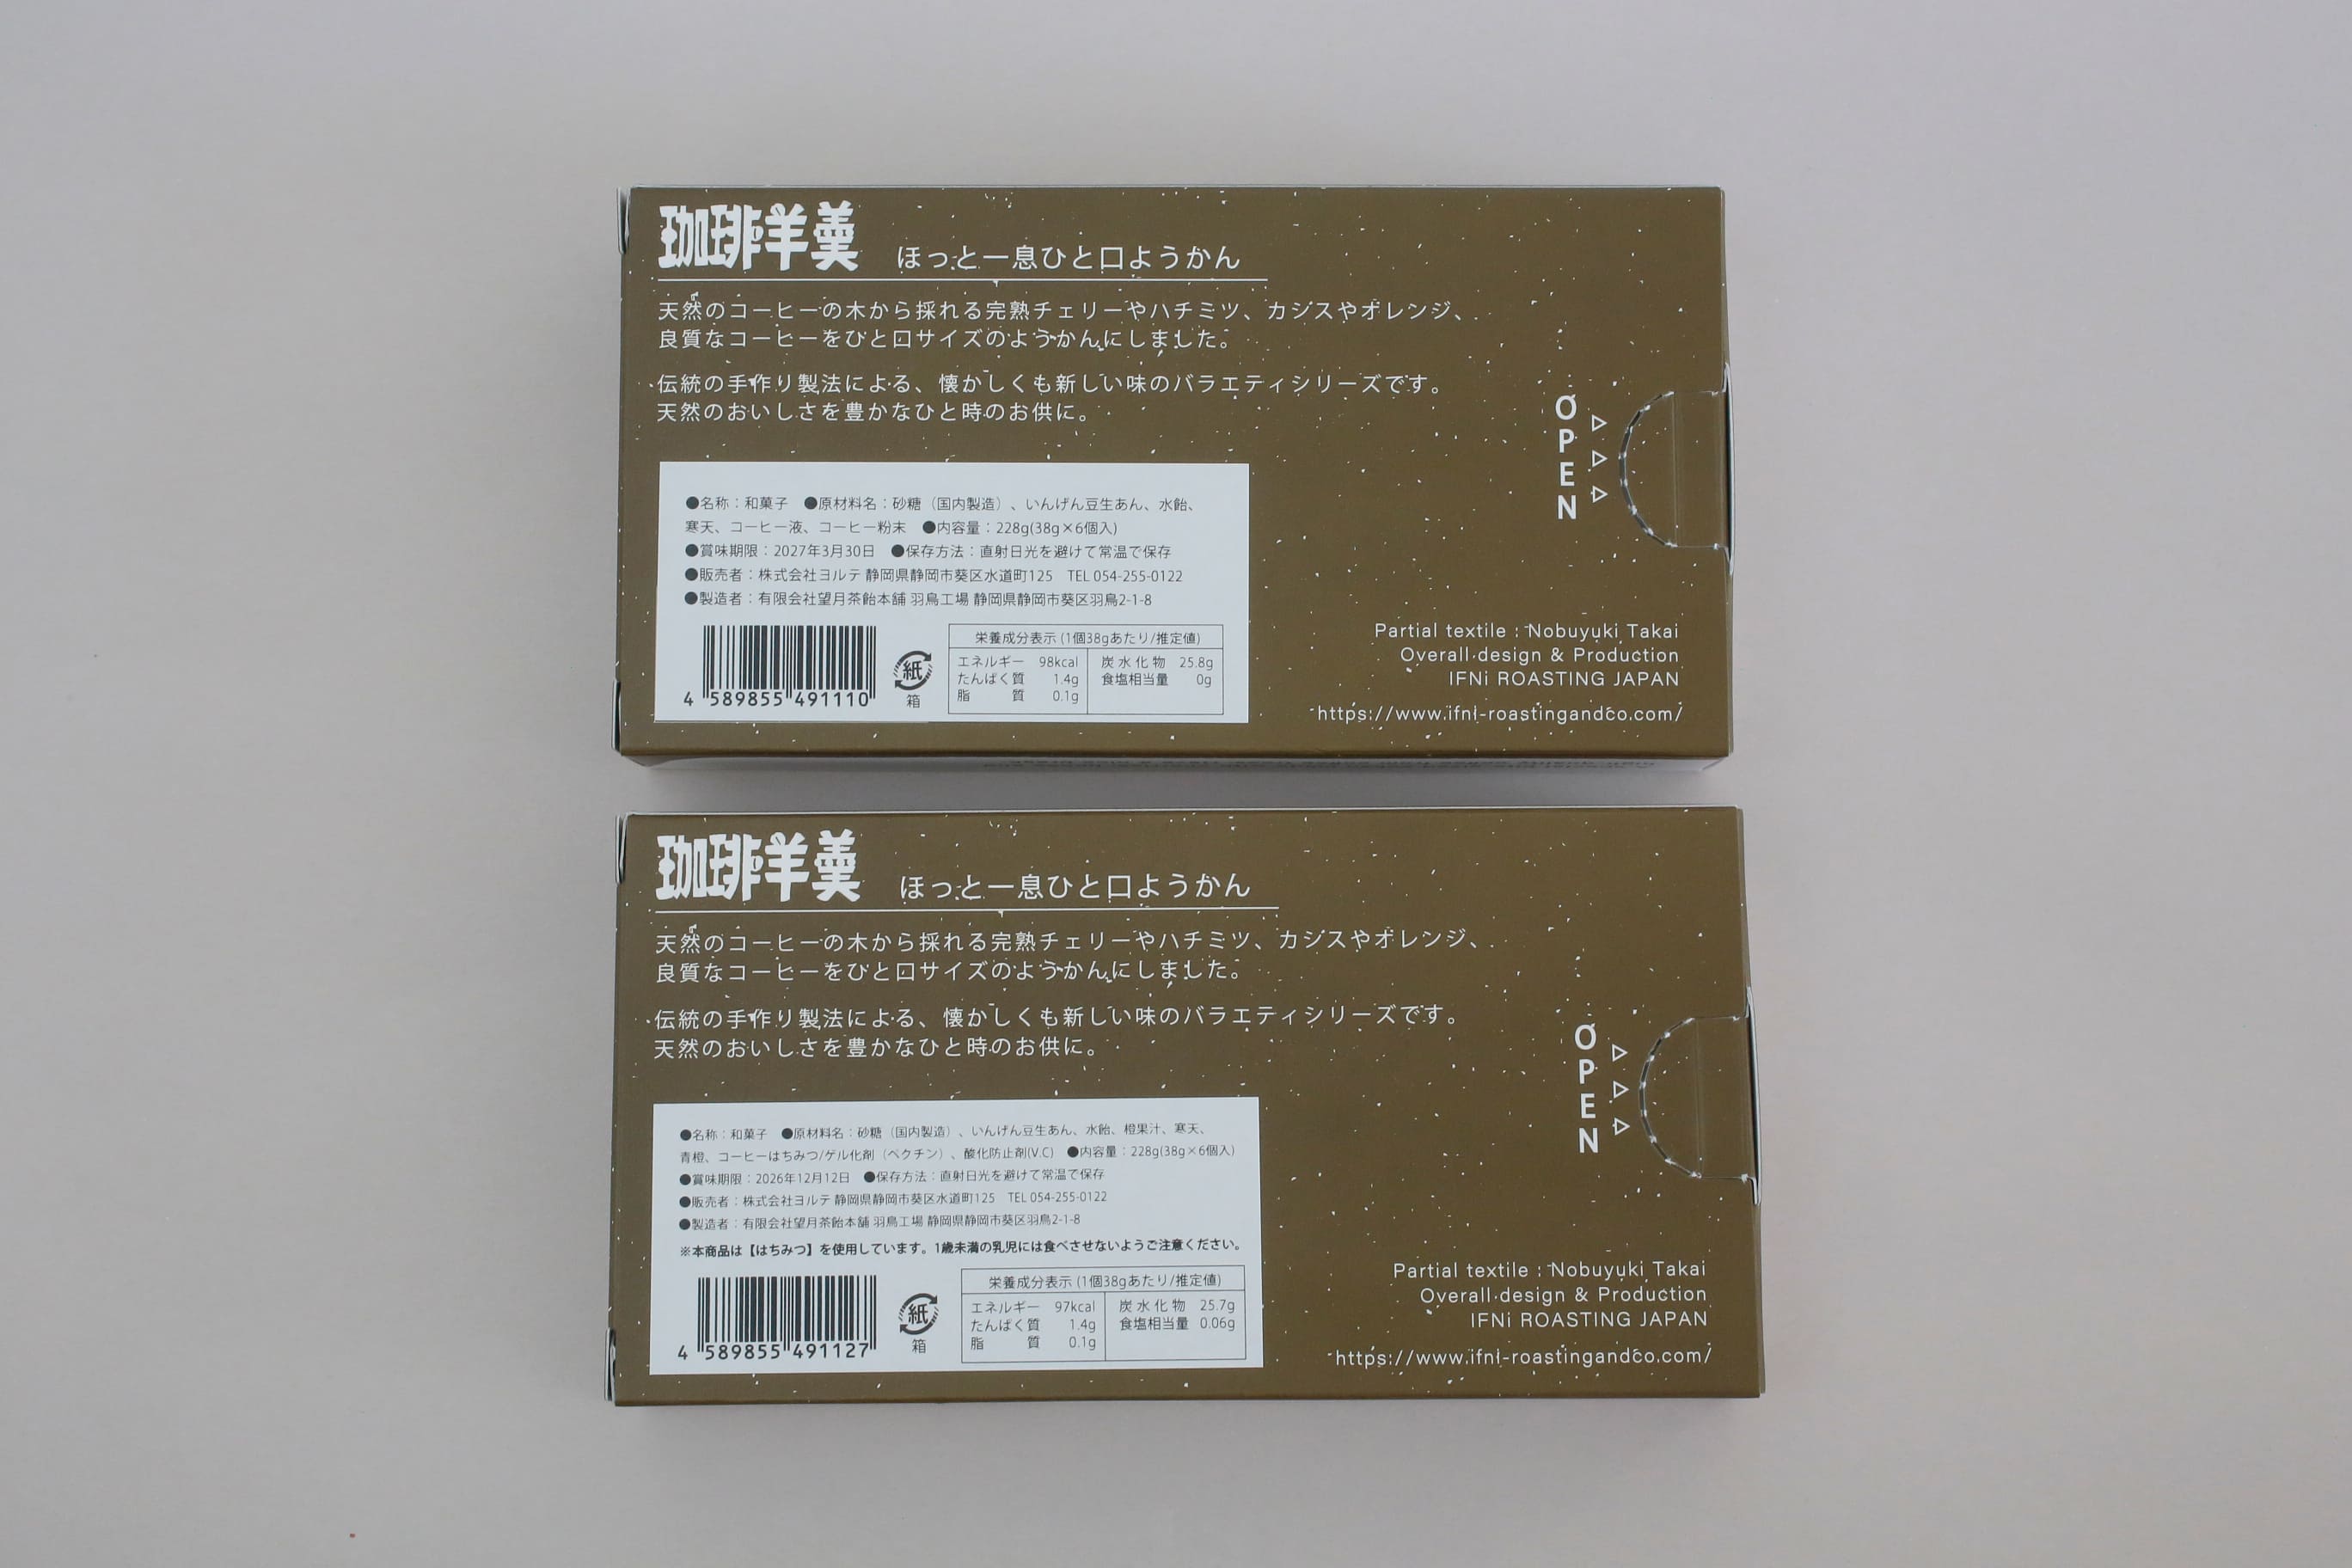 珈琲羊羹 ほっと一息ひと口ようかん
天然のコーヒーの木から採れる完熟チェリーやハチミツ、カシスやオレンジ、
良質なコーヒーをひと口サイズのようかんにしました。
伝統の手作り製法による、懐かしくも新しい味のバラエティシリーズです。
天然のおいしさを豊かなひと時のお供に。
OPEN
●名称：和菓子 ●原材料名：砂糖（国内製造）、いんげん豆生あん、水飴、
寒天、コーヒー液、コーヒー粉末 ●内容量：228g(38g×6個入)
●賞味期限：2027年3月30日 ●保存方法：直射日光を避けて常温で保存
●販売者：株式会社ヨルテ 静岡県静岡市葵区水道町125 TEL 054-255-0122
●製造者：有限会社望月茶飴本舗 羽鳥工場 静岡県静岡市葵区羽鳥2-1-8
4 589855 491110
紙
箱
栄養成分表示 (1個38gあたり/推定値)
エネルギー 98kcal 炭水化物 25.8g
たんぱく質 1.4g 食塩相当量 0g
脂質 0.1g
Partial textile : Nobuyuki Takai
Overall design & Production
IFNi ROASTING JAPAN
https://www.ifni-roastingandco.com/
珈琲羊羹 ほっと一息ひと口ようかん
天然のコーヒーの木から採れる完熟チェリーやハチミツ、カシスやオレンジ、
良質なコーヒーをひと口サイズのようかんにしました。
伝統の手作り製法による、懐かしくも新しい味のバラエティシリーズです。
天然のおいしさを豊かなひと時のお供に。
OPEN
●名称：和菓子 ●原材料名：砂糖（国内製造）、いんげん豆生あん、水飴、橙果汁、寒天、
青橙、コーヒーはちみつ/ゲル化剤（ペクチン）、酸化防止剤(V.C) ●内容量：228g(38g×6個入)
●賞味期限：2026年12月12日 ●保存方法：直射日光を避けて常温で保存
●販売者：株式会社ヨルテ 静岡県静岡市葵区水道町125 TEL 054-255-0122
●製造者：有限会社望月茶飴本舗 羽鳥工場 静岡県静岡市葵区羽鳥2-1-8
※本商品は【はちみつ】を使用しています。1歳未満の乳児には食べさせないようご注意ください。
4 589855 491127
紙
箱
栄養成分表示 (1個38gあたり/推定値)
エネルギー 97kcal 炭水化物 25.7g
たんぱく質 1.4g 食塩相当量 0.06g
脂質 0.1g
Partial textile : Nobuyuki Takai
Overall design & Production
IFNi ROASTING JAPAN
https://www.ifni-roastingandco.com/